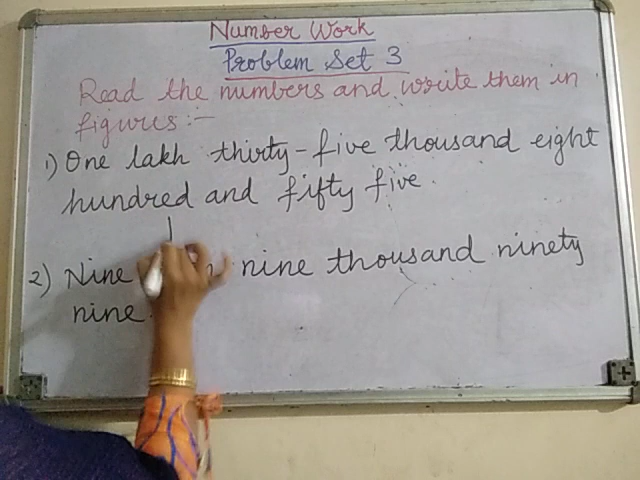 Number Work
Problem Set 3
Read the numbers and write them in
figures:-
1) One lakh thirty-five thousand eight
hundred and fifty five.
1
2) Nine nine thousand ninety
nine